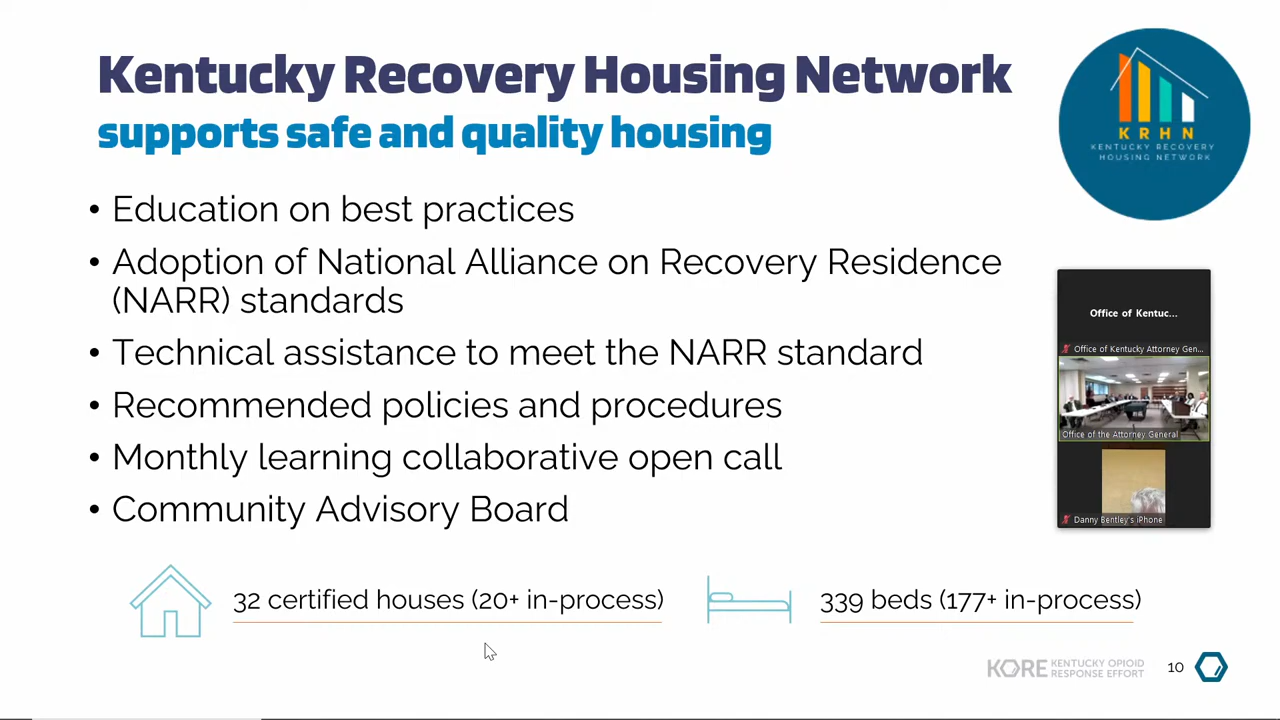 Kentucky Recovery Housing Network
supports safe and quality housing
KRHN
KENTUCKY RECOVERY
HOUSING NETWORK
• Education on best practices
• Adoption of National Alliance on Recovery Residence
(NARR) standards
• Technical assistance to meet the NARR standard
• Recommended policies and procedures
• Monthly learning collaborative open call
• Community Advisory Board
Office of Kentuc...
Office of Kentucky Attorney Gen...
Office of the Attorney General
Danny Bentley's iPhone
32 certified houses (20+ in-process)
339 beds (177+ in-process)
KORE KENTUCKY OPIOID
RESPONSE EFFORT
10